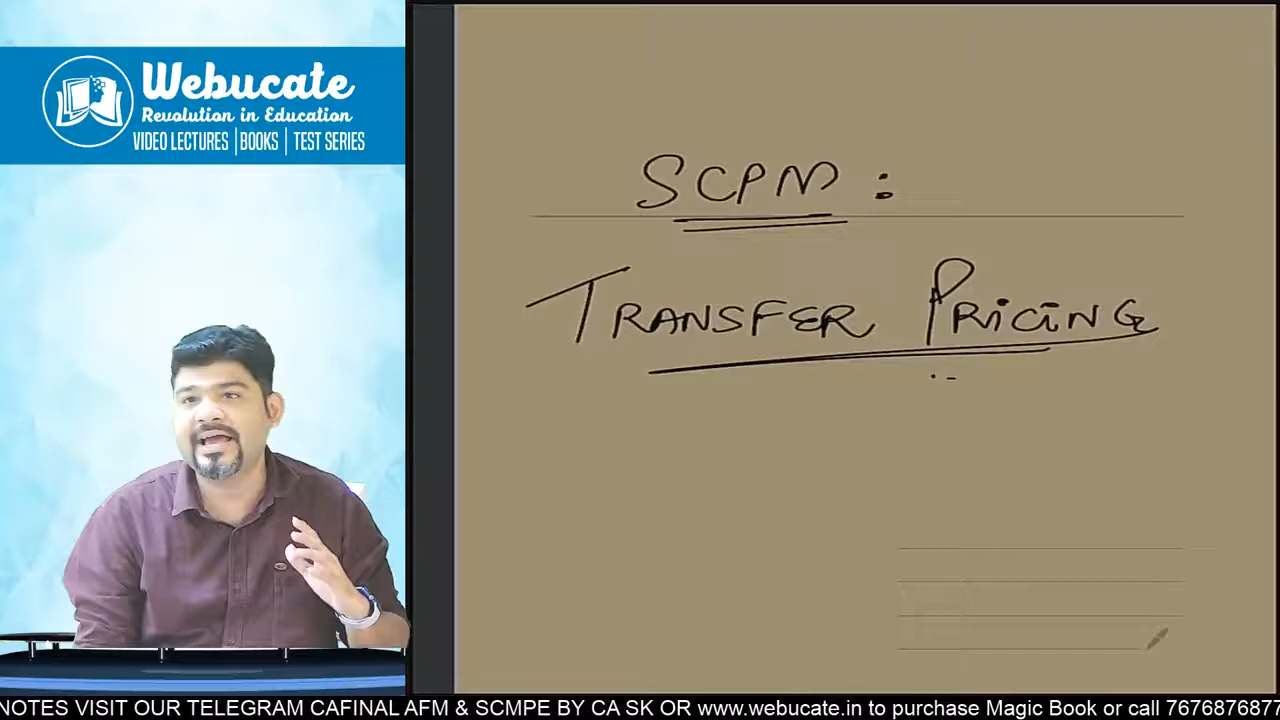 Webucate
Revolution in Education
VIDEO LECTURES | BOOKS | TEST SERIES
SCPM :
TRANSFER PRICING
NOTES VISIT OUR TELEGRAM CAFINAL AFM & SCMPE BY CA SK OR www.webucate.in to purchase Magic Book or call 7676876877